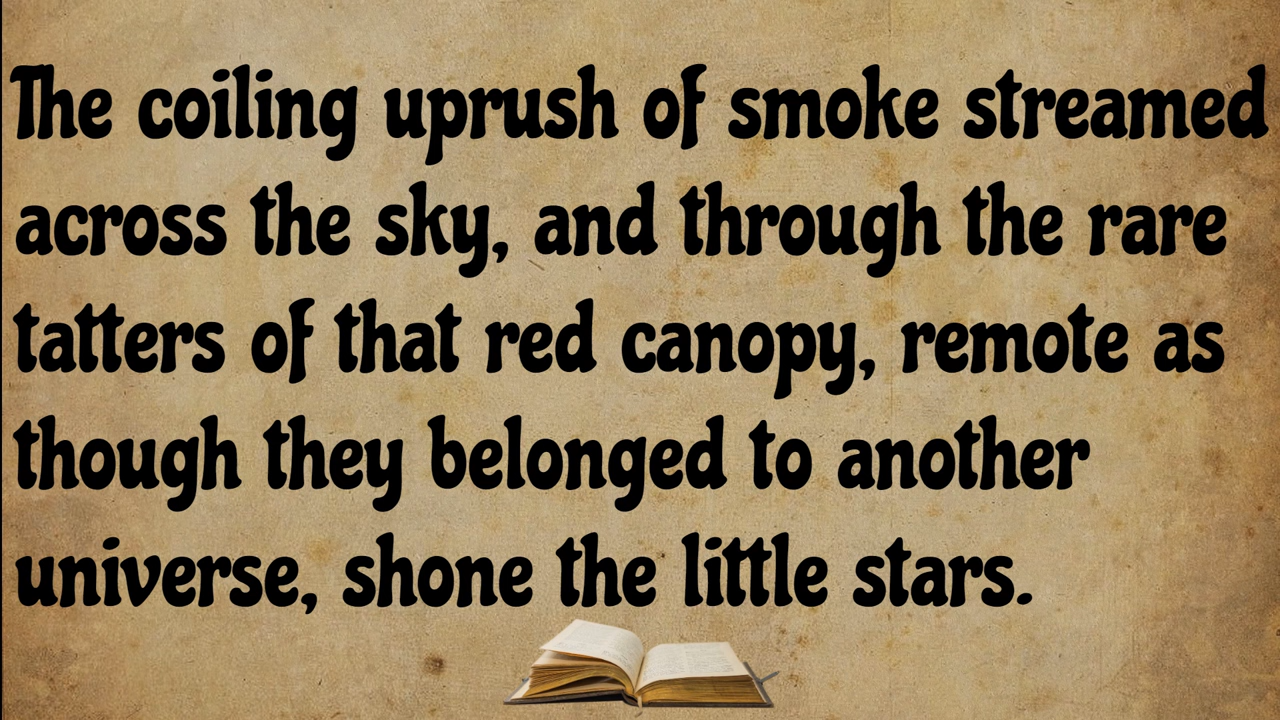 The coiling uprush of smoke streamed
across the sky, and through the rare
tatters of that red canopy, remote as
though they belonged to another
universe, shone the little stars.